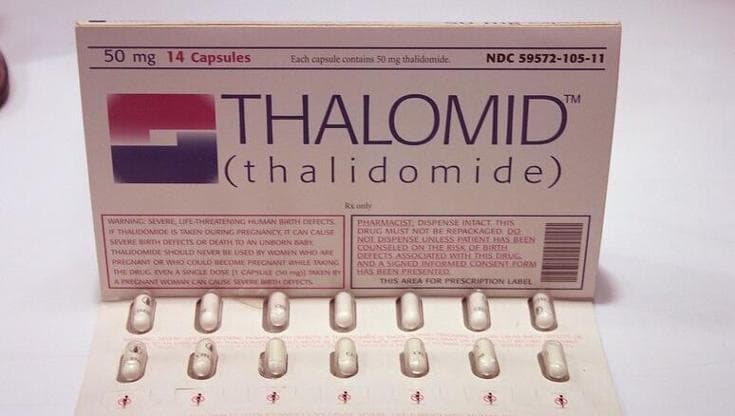 50 mg 14 Capsules
Each capsule contains 50 mg thalidomide.
NDC 59572-105-11
THALOMID™
(thalidomide)
Rx only
WARNING: SEVERE, LIFE-THREATENING HUMAN BIRTH DEFECTS.
IF THALIDOMIDE IS TAKEN DURING PREGNANCY, IT CAN CAUSE
SEVERE BIRTH DEFECTS OR DEATH TO AN UNBORN BABY.
THALIDOMIDE SHOULD NEVER BE USED BY WOMEN WHO ARE
PREGNANT OR WHO COULD BECOME PREGNANT WHILE TAKING
THE DRUG. EVEN A SINGLE DOSE [1 CAPSULE (50 mg)] TAKEN BY
A PREGNANT WOMAN CAN CAUSE SEVERE BIRTH DEFECTS.
PHARMACIST: DISPENSE INTACT. THIS
DRUG MUST NOT BE REPACKAGED. DO
NOT DISPENSE UNLESS PATIENT HAS BEEN
COUNSELED ON THE RISK OF BIRTH
DEFECTS ASSOCIATED WITH THIS DRUG,
AND A SIGNED INFORMED CONSENT FORM
HAS BEEN PRESENTED.
THIS AREA FOR PRESCRIPTION LABEL